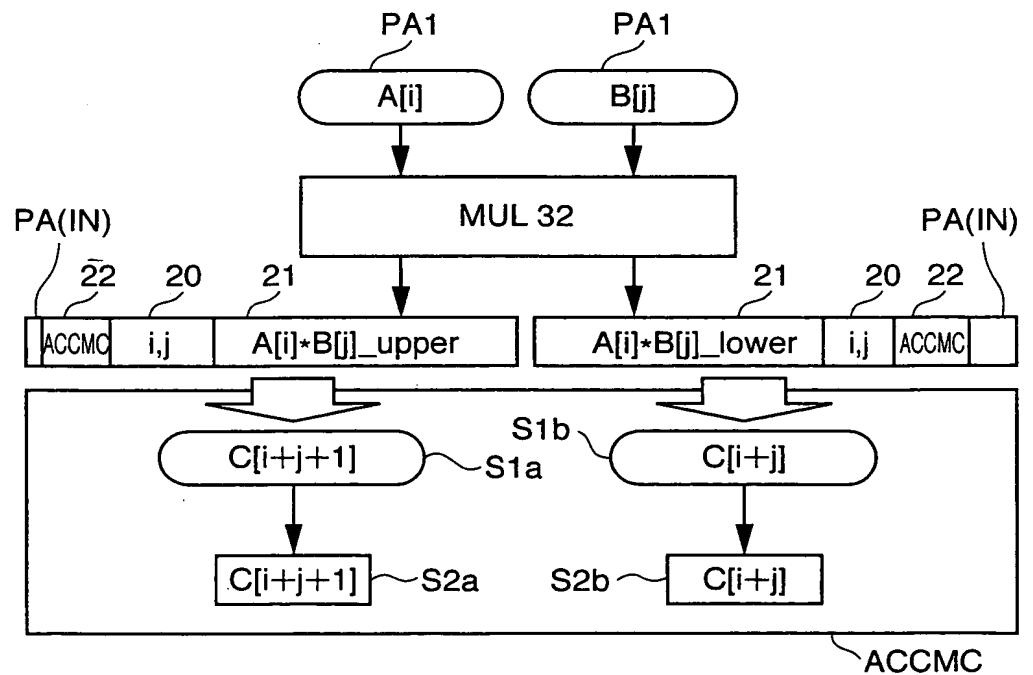 PA1 PA1
A[i] B[j]
MUL 32
PA(IN) PA(IN)
22 20 21 21 20 22
ACCMC i,j A[i]*B[j]_upper A[i]*B[j]_lower i,j ACCMC
S1b
C[i+j+1] C[i+j]
S1a
C[i+j+1] S2a S2b C[i+j]
ACCMC